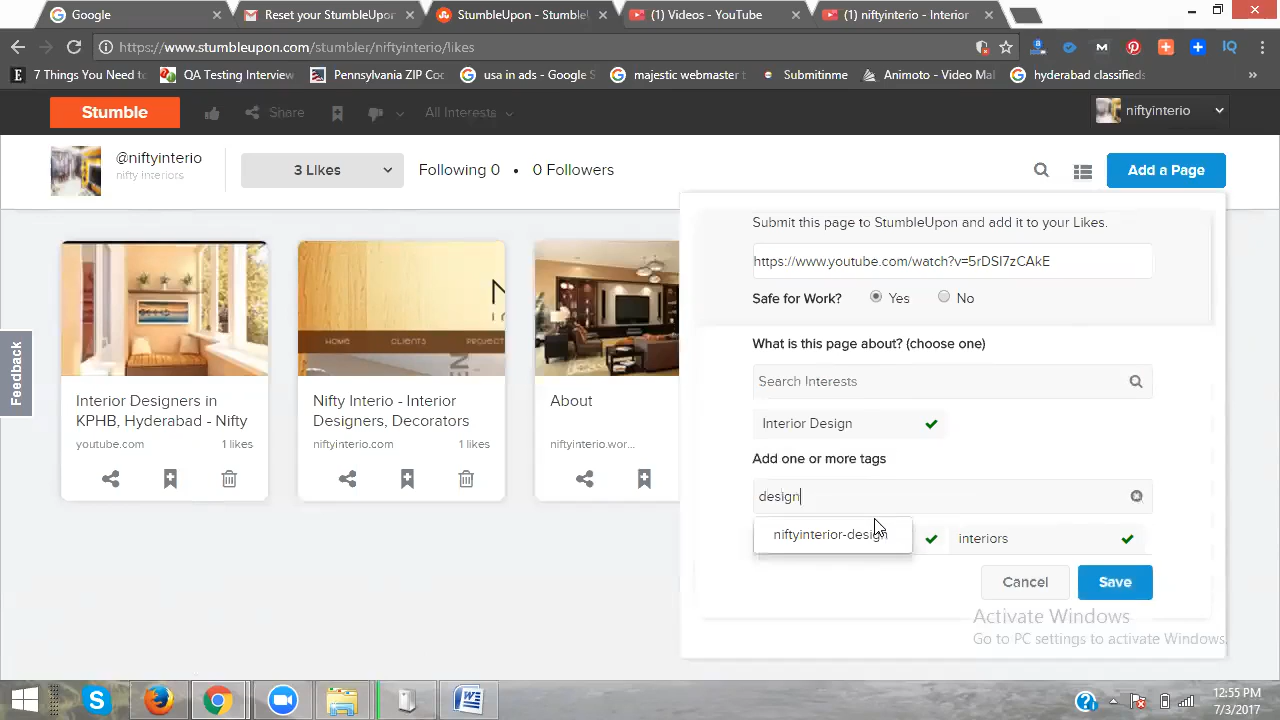 Google
Reset your StumbleUpon
StumbleUpon - Stumble
(1) Videos - YouTube
(1) niftyinterio - Interior
https://www.stumbleupon.com/stumbler/niftyinterio/likes
7 Things You Need to
QA Testing Interview
Pennsylvania ZIP Coc
usa in ads - Google S
majestic webmaster t
Submitinme
Animoto - Video Mal
hyderabad classifieds
Stumble
Share
All Interests
niftyinterio
@niftyinterio
nifty interiors
3 Likes
Following 0 • 0 Followers
Add a Page
Submit this page to StumbleUpon and add it to your Likes.
https://www.youtube.com/watch?v=5rDSI7zCAkE
Safe for Work? Yes No
What is this page about? (choose one)
Search Interests
Interior Design
Add one or more tags
design
niftyinterior-design
interiors
Cancel
Save
Feedback
HOME CLIENTS PROJECT
Interior Designers in
KPHB, Hyderabad - Nifty
youtube.com 1 likes
Nifty Interio - Interior
Designers, Decorators
niftyinterio.com 1 likes
About
niftyinterio.wor...
Activate Windows
Go to PC settings to activate Windows.
12:55 PM
7/3/2017